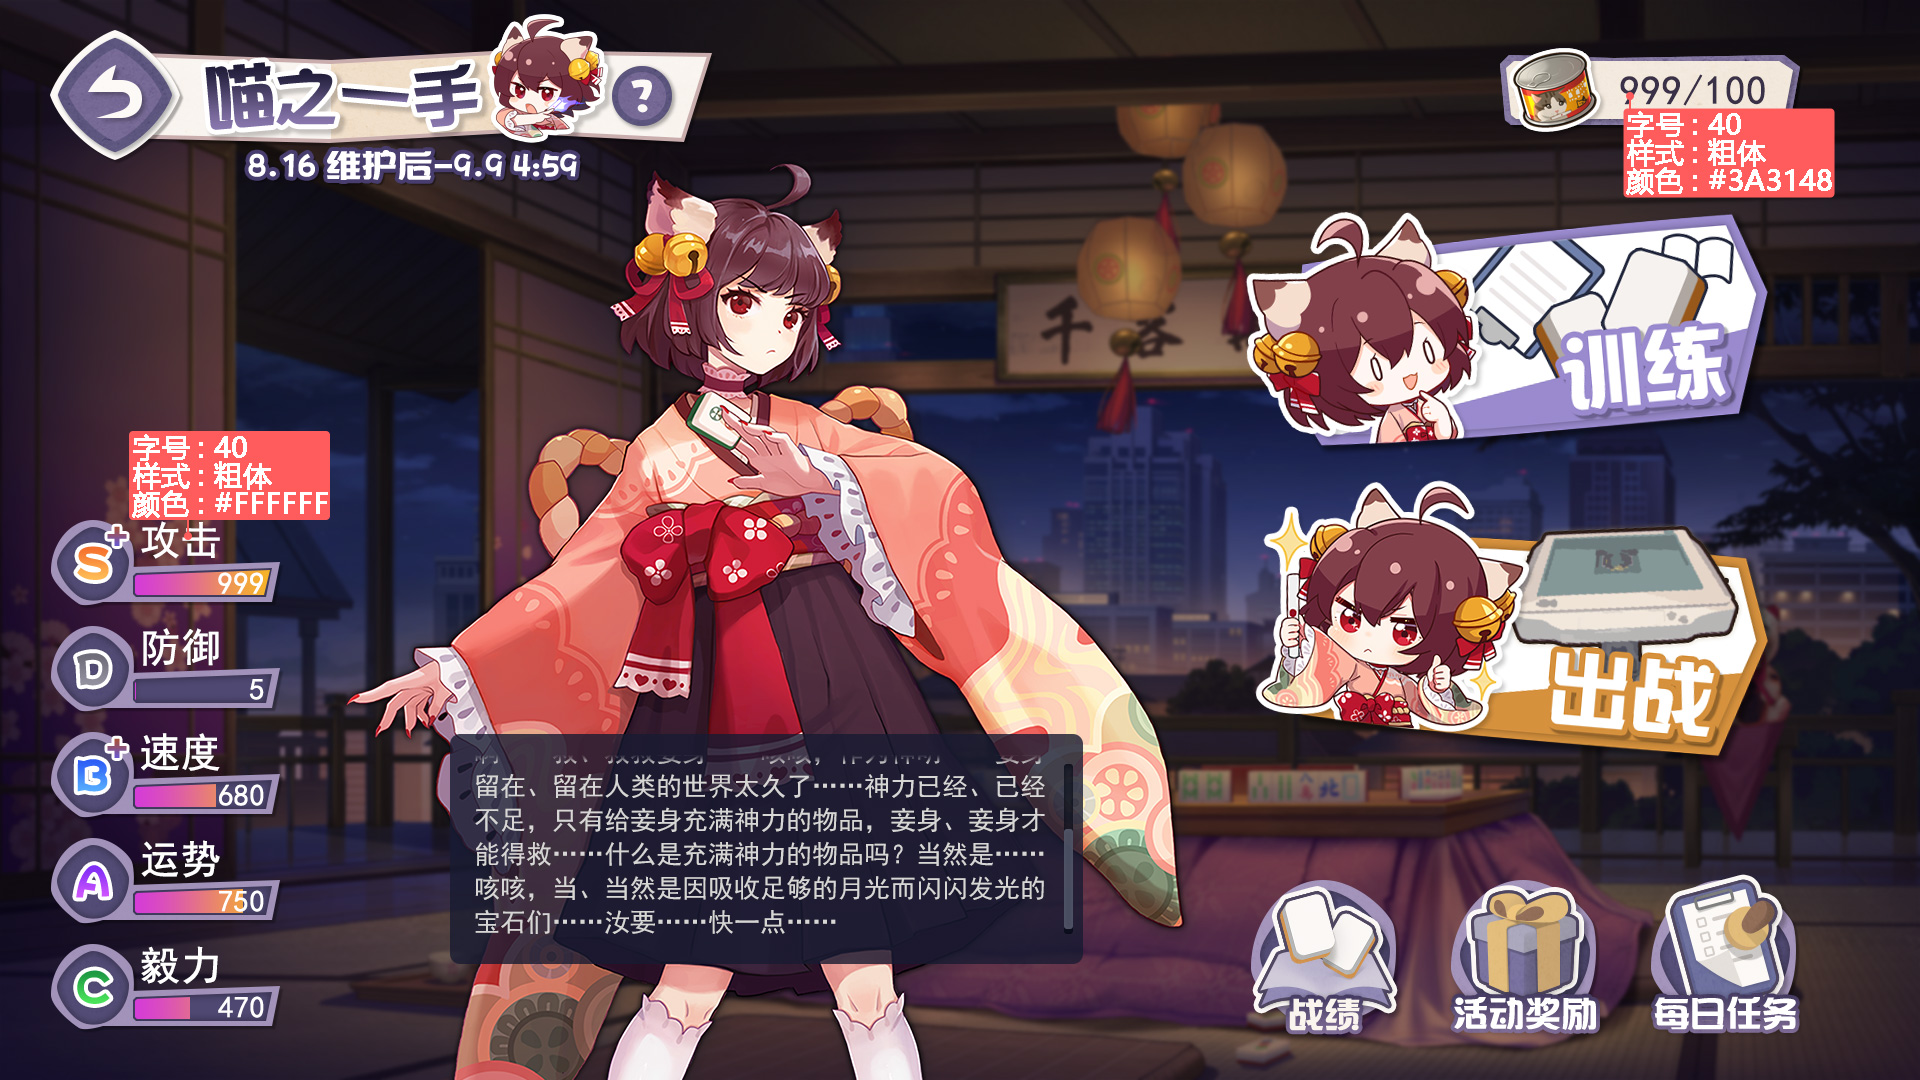 喵之一手
?
8.16 维护后-9.9 4:59
999/100
字号：40
样式：粗体
颜色：#3A3148
千
训练
出战
字号：40
样式：粗体
颜色：#FFFFFF
S+ 攻击
999
D 防御
5
B+ 速度
680
A 运势
750
C 毅力
470
留在、留在人类的世界太久了……神力已经、已经
不足，只有给妾身充满神力的物品，妾身、妾身才
能得救……什么是充满神力的物品吗？当然是……
咳咳，当、当然是因吸收足够的月光而闪闪发光的
宝石们……汝要……快一点……
北
战绩
活动奖励
每日任务